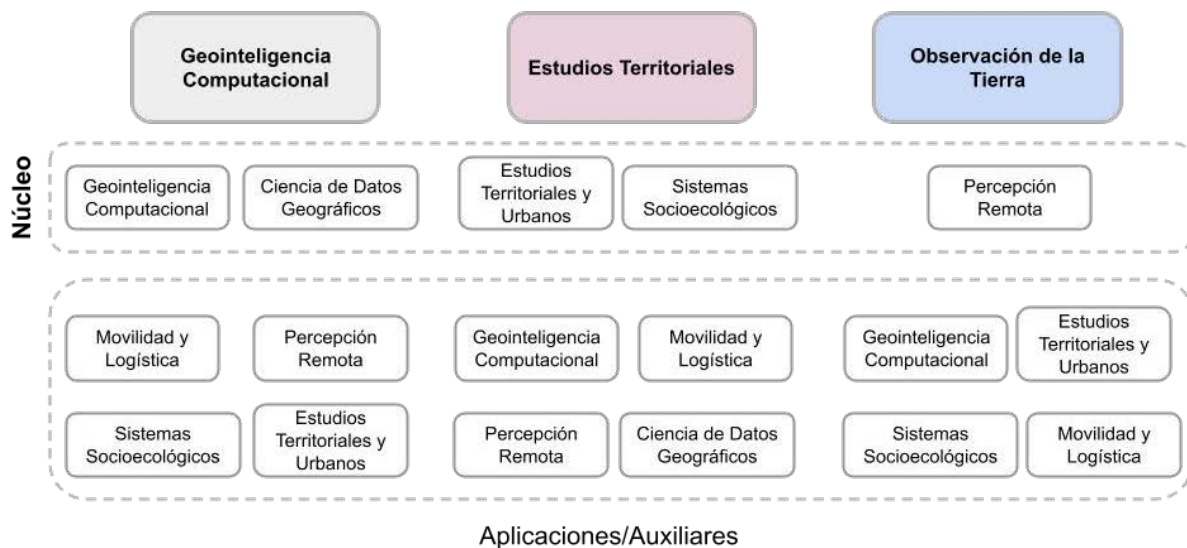 Geointeligencia
Computacional
Estudios Territoriales
Observación de la
Tierra
Núcleo
Geointeligencia
Computacional
Ciencia de Datos
Geográficos
Estudios
Territoriales y
Urbanos
Sistemas
Socioecológicos
Percepción
Remota
Movilidad y
Logística
Percepción
Remota
Geointeligencia
Computacional
Movilidad y
Logística
Geointeligencia
Computacional
Estudios
Territoriales y
Urbanos
Sistemas
Socioecológicos
Estudios
Territoriales y
Urbanos
Percepción
Remota
Ciencia de Datos
Geográficos
Sistemas
Socioecológicos
Movilidad y
Logística
Aplicaciones/Auxiliares